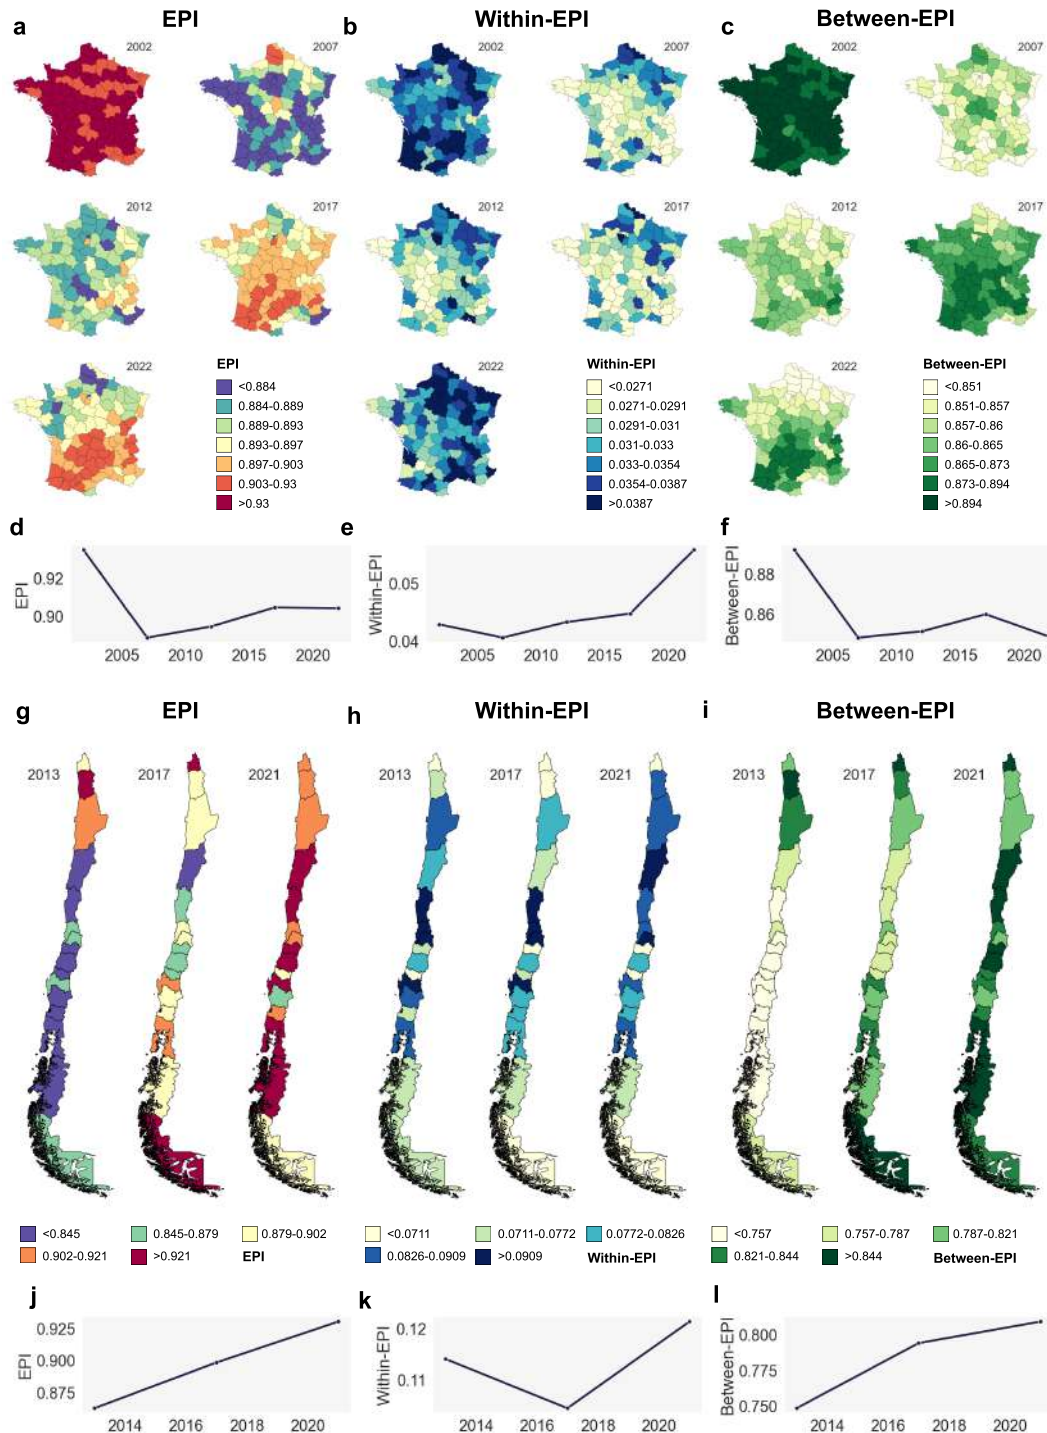 a EPI b Within-EPI c Between-EPI
2002 2007 2002 2007 2002 2007
2012 2017 2012 2017 2012 2017
2022 EPI 2022 Within-EPI 2022 Between-EPI
<0.884 <0.0271 <0.851
0.884-0.889 0.0271-0.0291 0.851-0.857
0.889-0.893 0.0291-0.031 0.857-0.86
0.893-0.897 0.031-0.033 0.86-0.865
0.897-0.903 0.033-0.0354 0.865-0.873
0.903-0.93 0.0354-0.0387 0.873-0.894
>0.93 >0.0387 >0.894
d e f
EPI 0.92 0.90
2005 2010 2015 2020
Within-EPI 0.05 0.04
2005 2010 2015 2020
Between-EPI 0.88 0.86
2005 2010 2015 2020
g EPI h Within-EPI i Between-EPI
2013 2017 2021 2013 2017 2021 2013 2017 2021
<0.845 0.845-0.879 0.879-0.902 <0.0711 0.0711-0.0772 0.0772-0.0826 <0.757 0.757-0.787 0.787-0.821
0.902-0.921 >0.921 EPI 0.0826-0.0909 >0.0909 Within-EPI 0.821-0.844 >0.844 Between-EPI
j k l
EPI 0.925 0.900 0.875
2014 2016 2018 2020
Within-EPI 0.12 0.11
2014 2016 2018 2020
Between-EPI 0.800 0.775 0.750
2014 2016 2018 2020